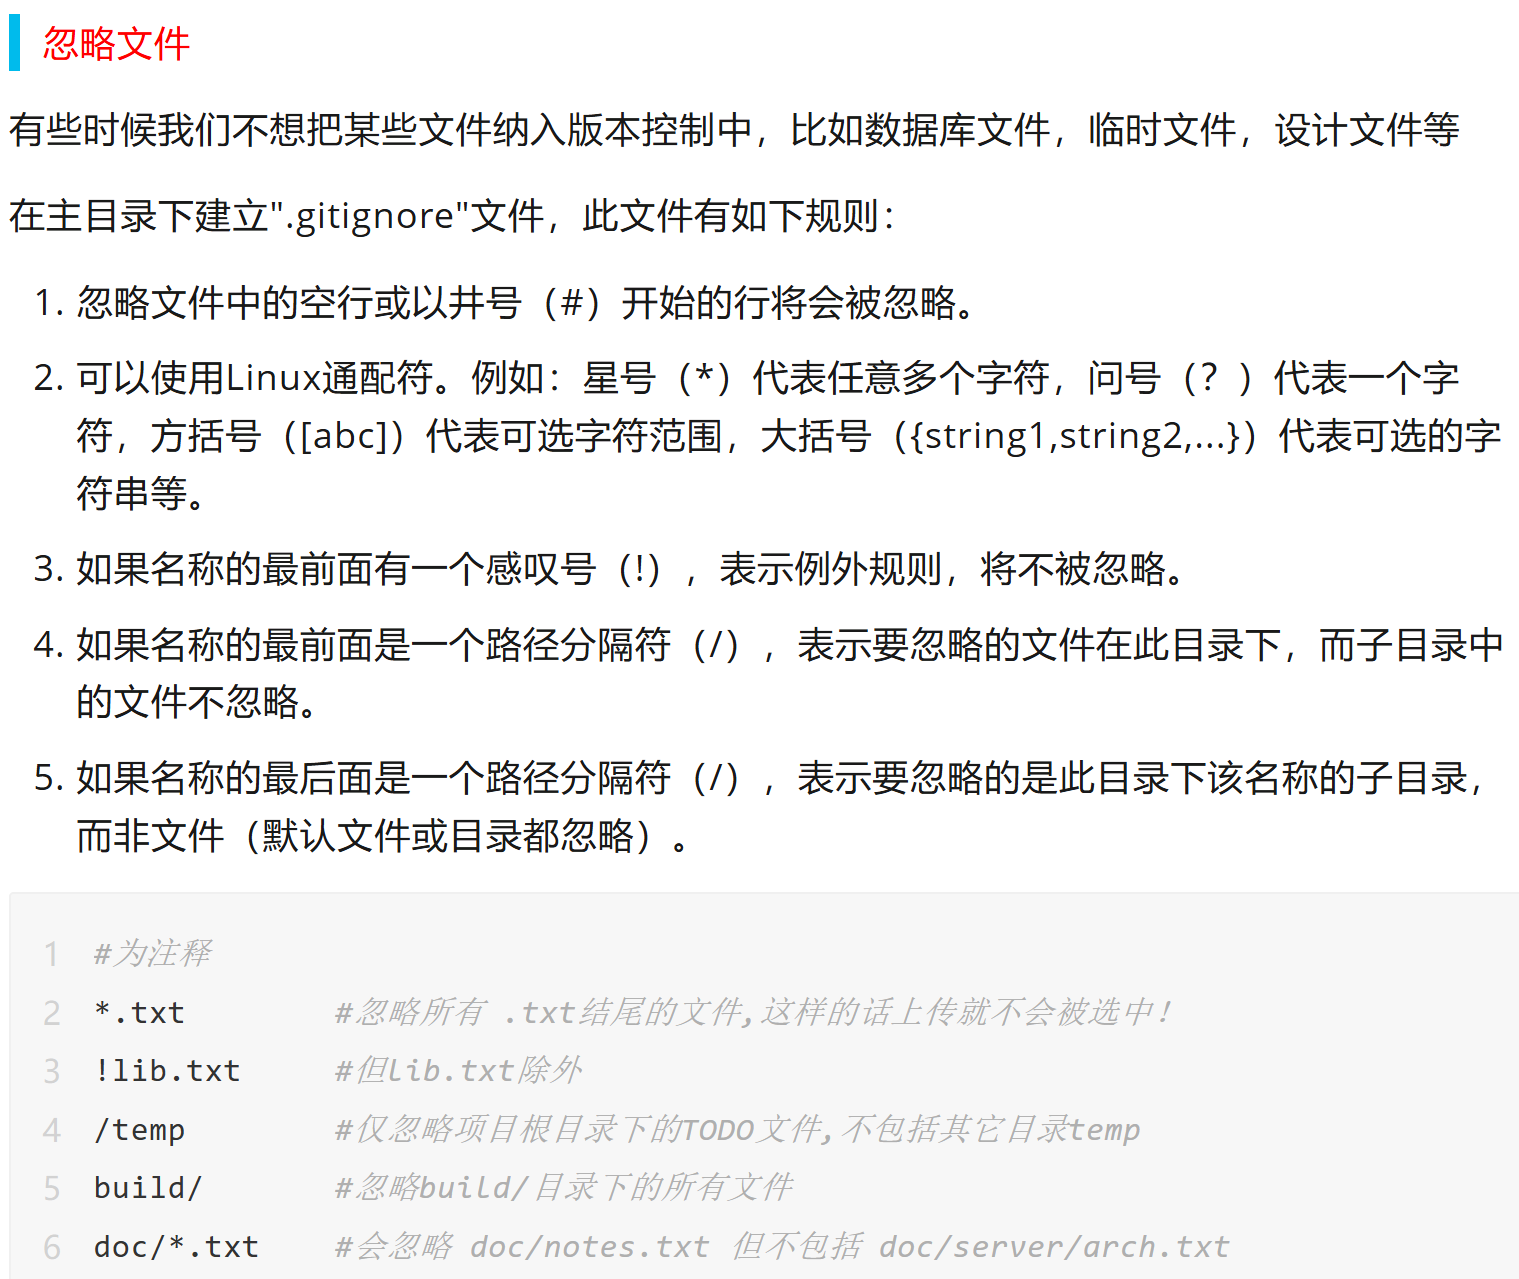 忽略文件
有些时候我们不想把某些文件纳入版本控制中，比如数据库文件，临时文件，设计文件等
在主目录下建立".gitignore"文件，此文件有如下规则：
1. 忽略文件中的空行或以井号（#）开始的行将会被忽略。
2. 可以使用Linux通配符。例如：星号（*）代表任意多个字符，问号（？）代表一个字
符，方括号（[abc]）代表可选字符范围，大括号（{string1,string2,...}）代表可选的字
符串等。
3. 如果名称的最前面有一个感叹号（!），表示例外规则，将不被忽略。
4. 如果名称的最前面是一个路径分隔符（/），表示要忽略的文件在此目录下，而子目录中
的文件不忽略。
5. 如果名称的最后面是一个路径分隔符（/），表示要忽略的是此目录下该名称的子目录，
而非文件（默认文件或目录都忽略）。
1 #为注释
2 *.txt #忽略所有 .txt结尾的文件,这样的话上传就不会被选中!
3 !lib.txt #但lib.txt除外
4 /temp #仅忽略项目根目录下的TODO文件,不包括其它目录temp
5 build/ #忽略build/目录下的所有文件
6 doc/*.txt #会忽略 doc/notes.txt 但不包括 doc/server/arch.txt